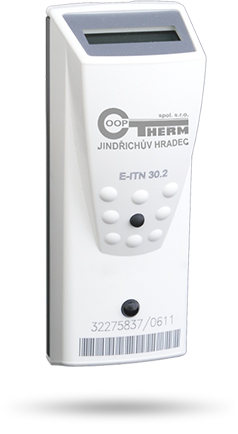 spol. s.r.o.
COOP
THERM
JINDŘICHŮV HRADEC
E-ITN 30.2
32275837/0611